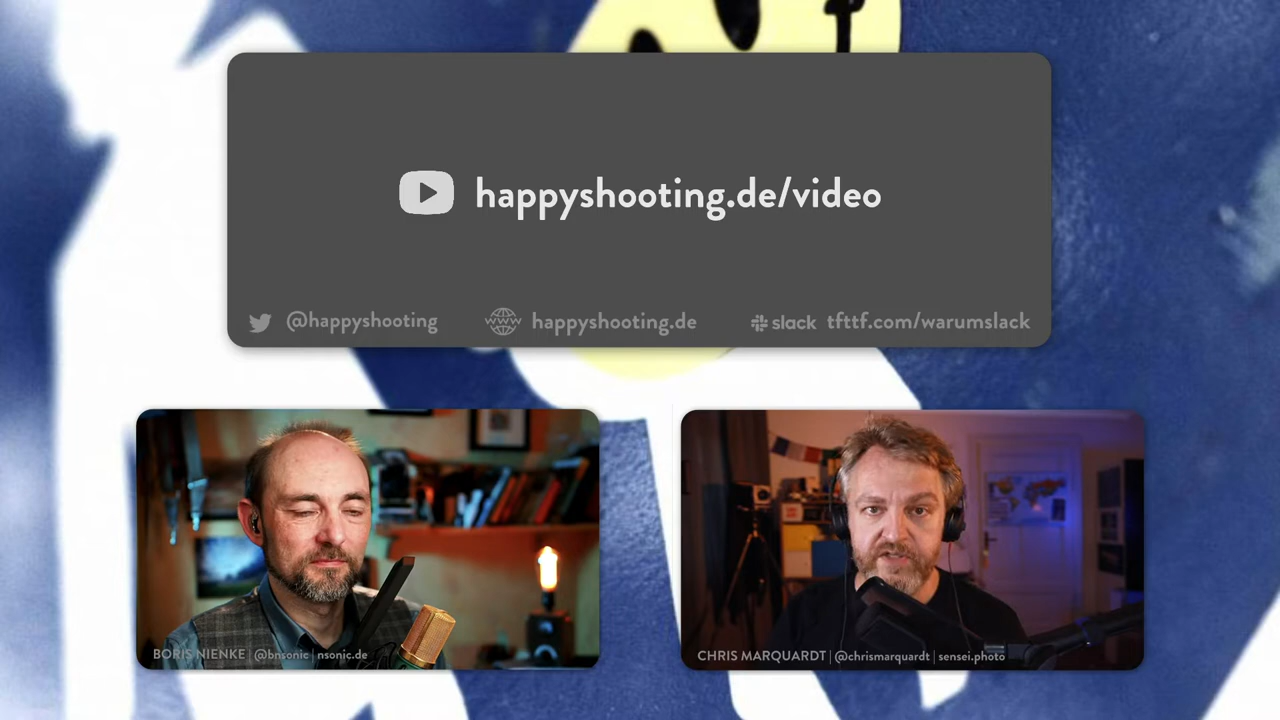 happyshooting.de/video
@happyshooting
happyshooting.de
slack tfttf.com/warumslack
BORIS NIENKE | @bnsonic | nsonic.de
CHRIS MARQUARDT | @chrismarquardt | sensei.photo